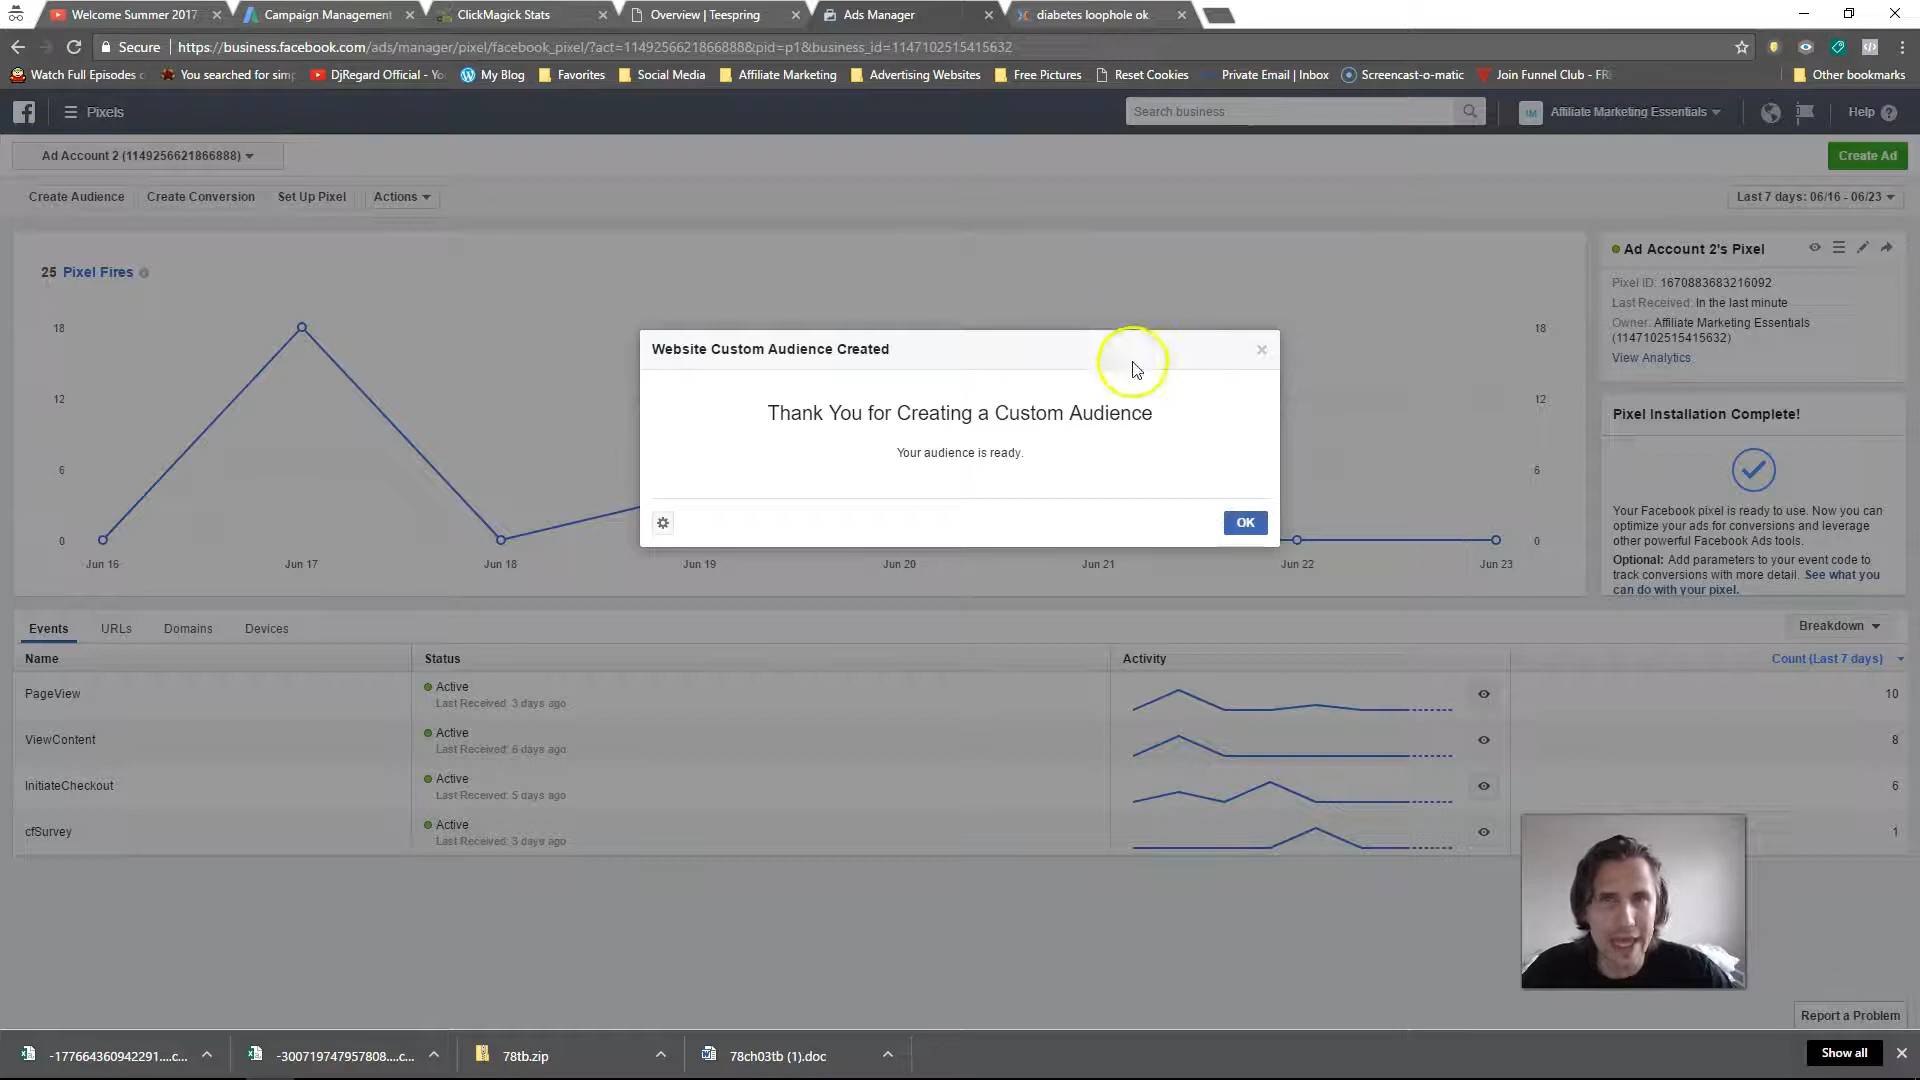 Welcome Summer 2017
Campaign Management
ClickMagick Stats
Overview | Teespring
Ads Manager
diabetes loophole ok
Secure
https://business.facebook.com/ads/manager/pixel/facebook_pixel/?act=1149256621866888&pid=p1&business_id=1147102515415632
Watch Full Episodes
You searched for sim
DjRegard Official - Yo
My Blog
Favorites
Social Media
Affiliate Marketing
Advertising Websites
Free Pictures
Reset Cookies
Private Email | Inbox
Screencast-o-matic
Join Funnel Club - FR
Other bookmarks
Pixels
Search business
IM
Affiliate Marketing Essentials
Help
Ad Account 2 (1149256621866888)
Create Ad
Create Audience
Create Conversion
Set Up Pixel
Actions
Last 7 days: 06/16 - 06/23
25 Pixel Fires
18
12
6
0
18
12
6
0
Jun 16
Jun 17
Jun 18
Jun 19
Jun 20
Jun 21
Jun 22
Jun 23
Website Custom Audience Created
Thank You for Creating a Custom Audience
Your audience is ready.
OK
Ad Account 2's Pixel
Pixel ID: 1670883683216092
Last Received: In the last minute
Owner: Affiliate Marketing Essentials
(1147102515415632)
View Analytics
Pixel Installation Complete!
Your Facebook pixel is ready to use. Now you can
optimize your ads for conversions and leverage
other powerful Facebook Ads tools.
Optional: Add parameters to your event code to
track conversions with more detail. See what you
can do with your pixel.
Events
URLs
Domains
Devices
Breakdown
Name
Status
Activity
Count (Last 7 days)
PageView
Active
Last Received: 3 days ago
10
ViewContent
Active
Last Received: 6 days ago
8
InitiateCheckout
Active
Last Received: 5 days ago
6
cfSurvey
Active
Last Received: 3 days ago
1
Report a Problem
-177664360942291....c...
-300719747957808....c...
78tb.zip
78ch03tb (1).doc
Show all